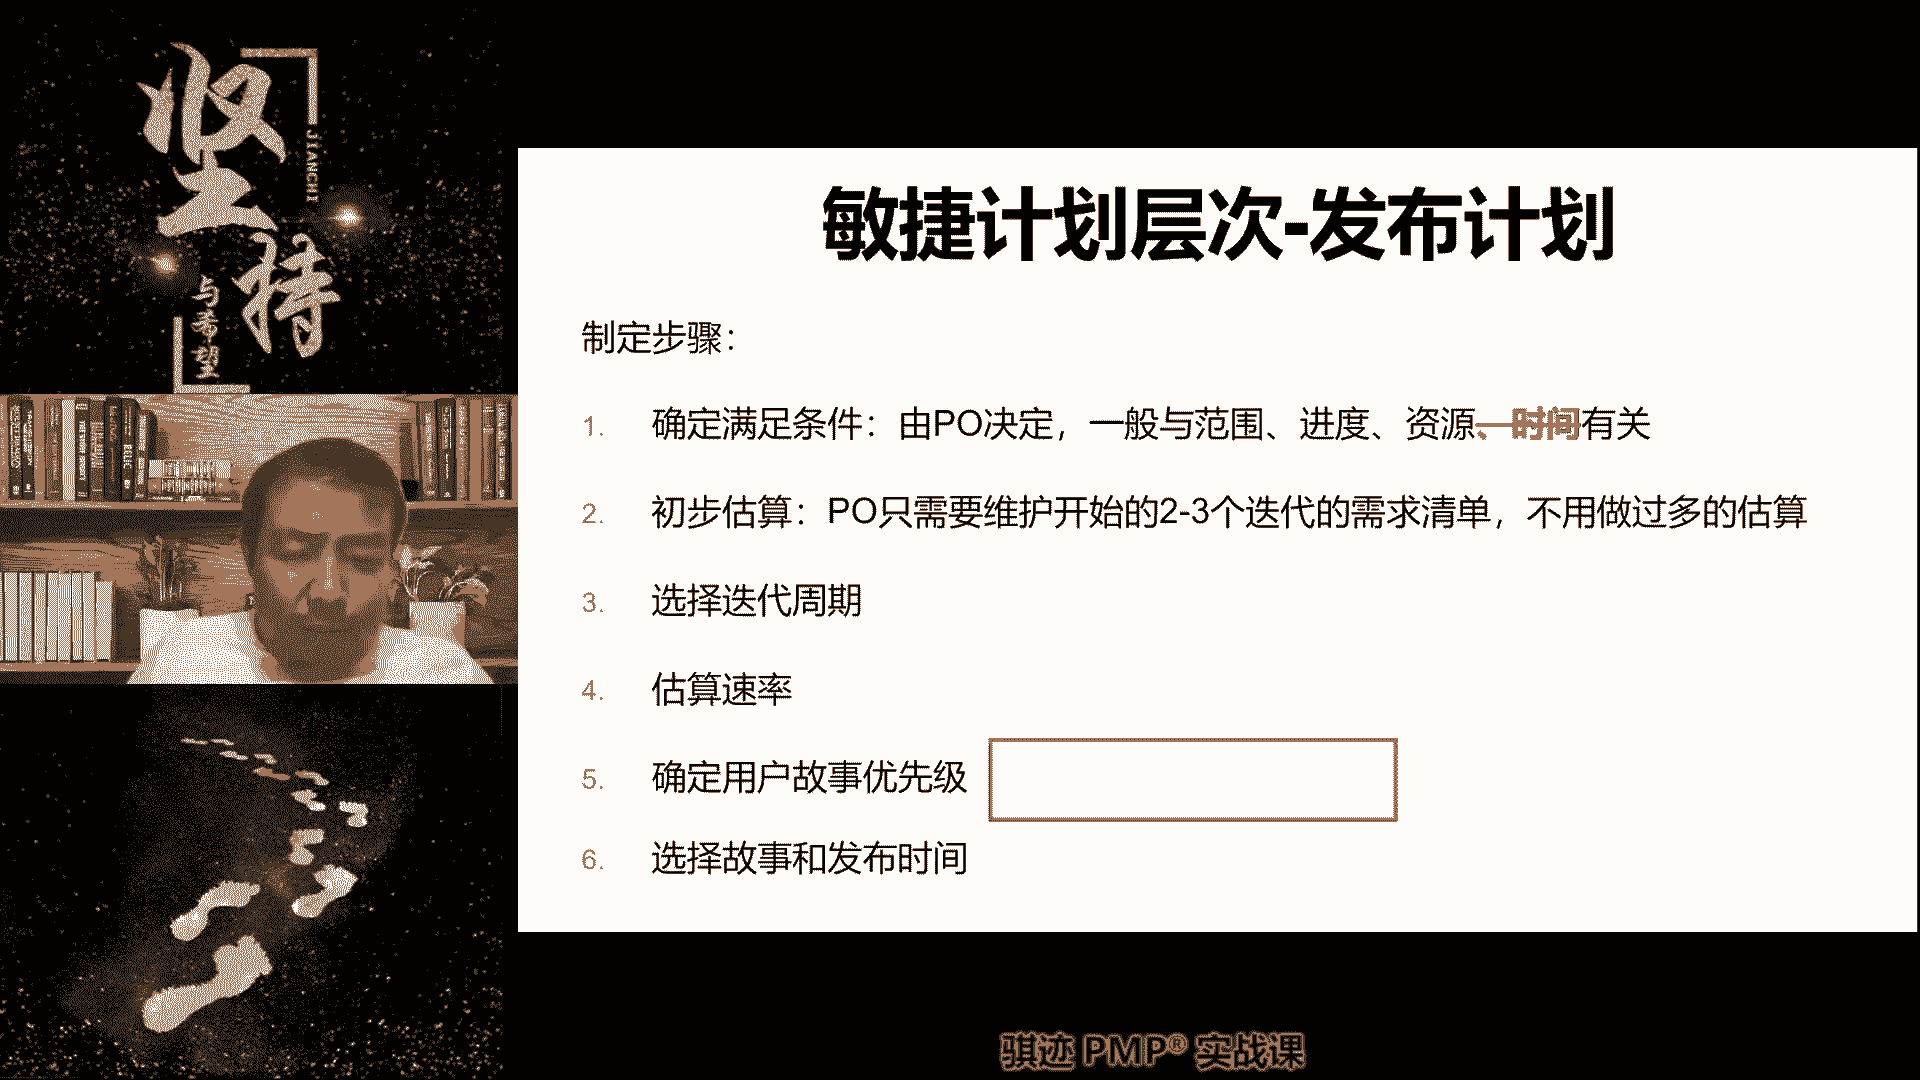 坚持
JIANCHI
与希望
敏捷计划层次-发布计划
制定步骤：
1. 确定满足条件：由PO决定，一般与范围、进度、资源、时间有关
2. 初步估算：PO只需要维护开始的2-3个迭代的需求清单，不用做过多的估算
3. 选择迭代周期
4. 估算速率
5. 确定用户故事优先级
6. 选择故事和发布时间
骐迹 PMP® 实战课